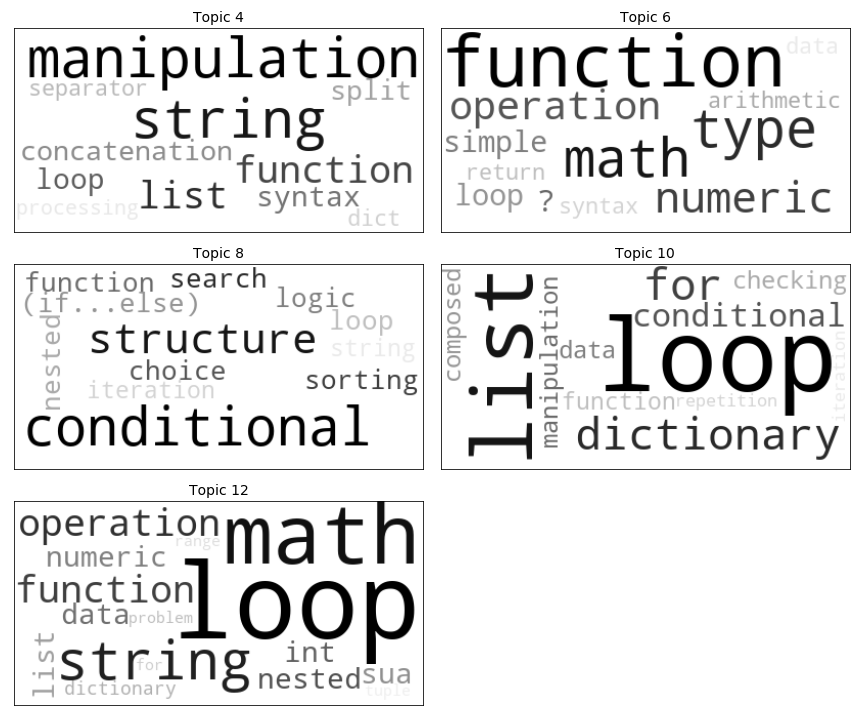 Topic 4
manipulation
separator
split
string
concatenation
function
loop
list
syntax
processing
dict
Topic 6
function
data
operation
arithmetic
type
simple
math
return
loop
?
syntax
numeric
Topic 8
function
search
(if...else)
logic
nested
structure
loop
string
choice
iteration
sorting
conditional
Topic 10
composed
list
manipulation
for
checking
conditional
data
loop
function
repetition
iteration
dictionary
Topic 12
operation
range
math
numeric
function
loop
data
problem
list
string
for
int
nested
sua
dictionary
tuple